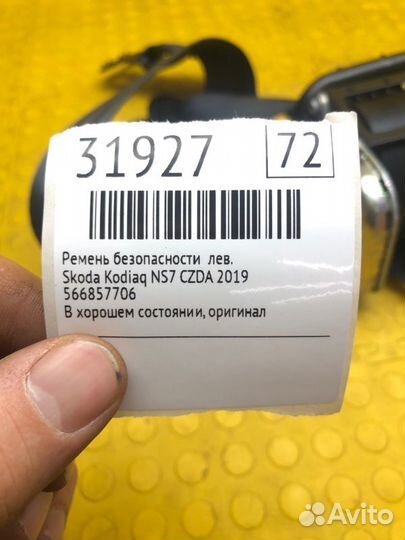 31927 72
Ремень безопасности лев.
Skoda Kodiaq NS7 CZDA 2019
566857706
В хорошем состоянии, оригинал
Avito